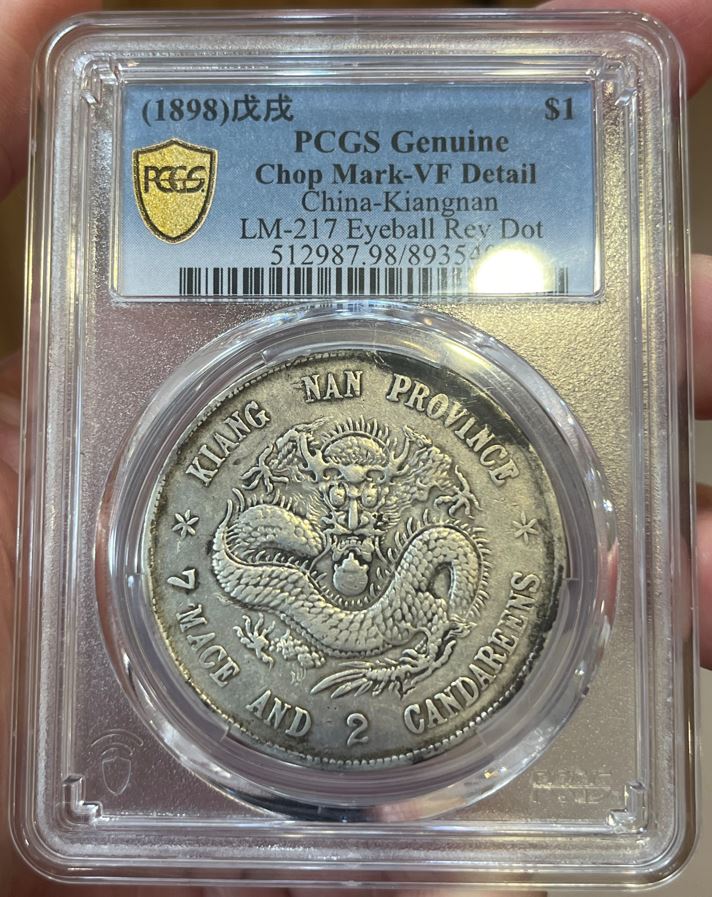 (1898)戊戌 $1
PCGS Genuine
Chop Mark-VF Detail
China-Kiangnan
LM-217 Eyeball Rev Dot
PCGS
KIANG NAN PROVINCE
7 MACE AND 2 CANDAREENS
PCGS